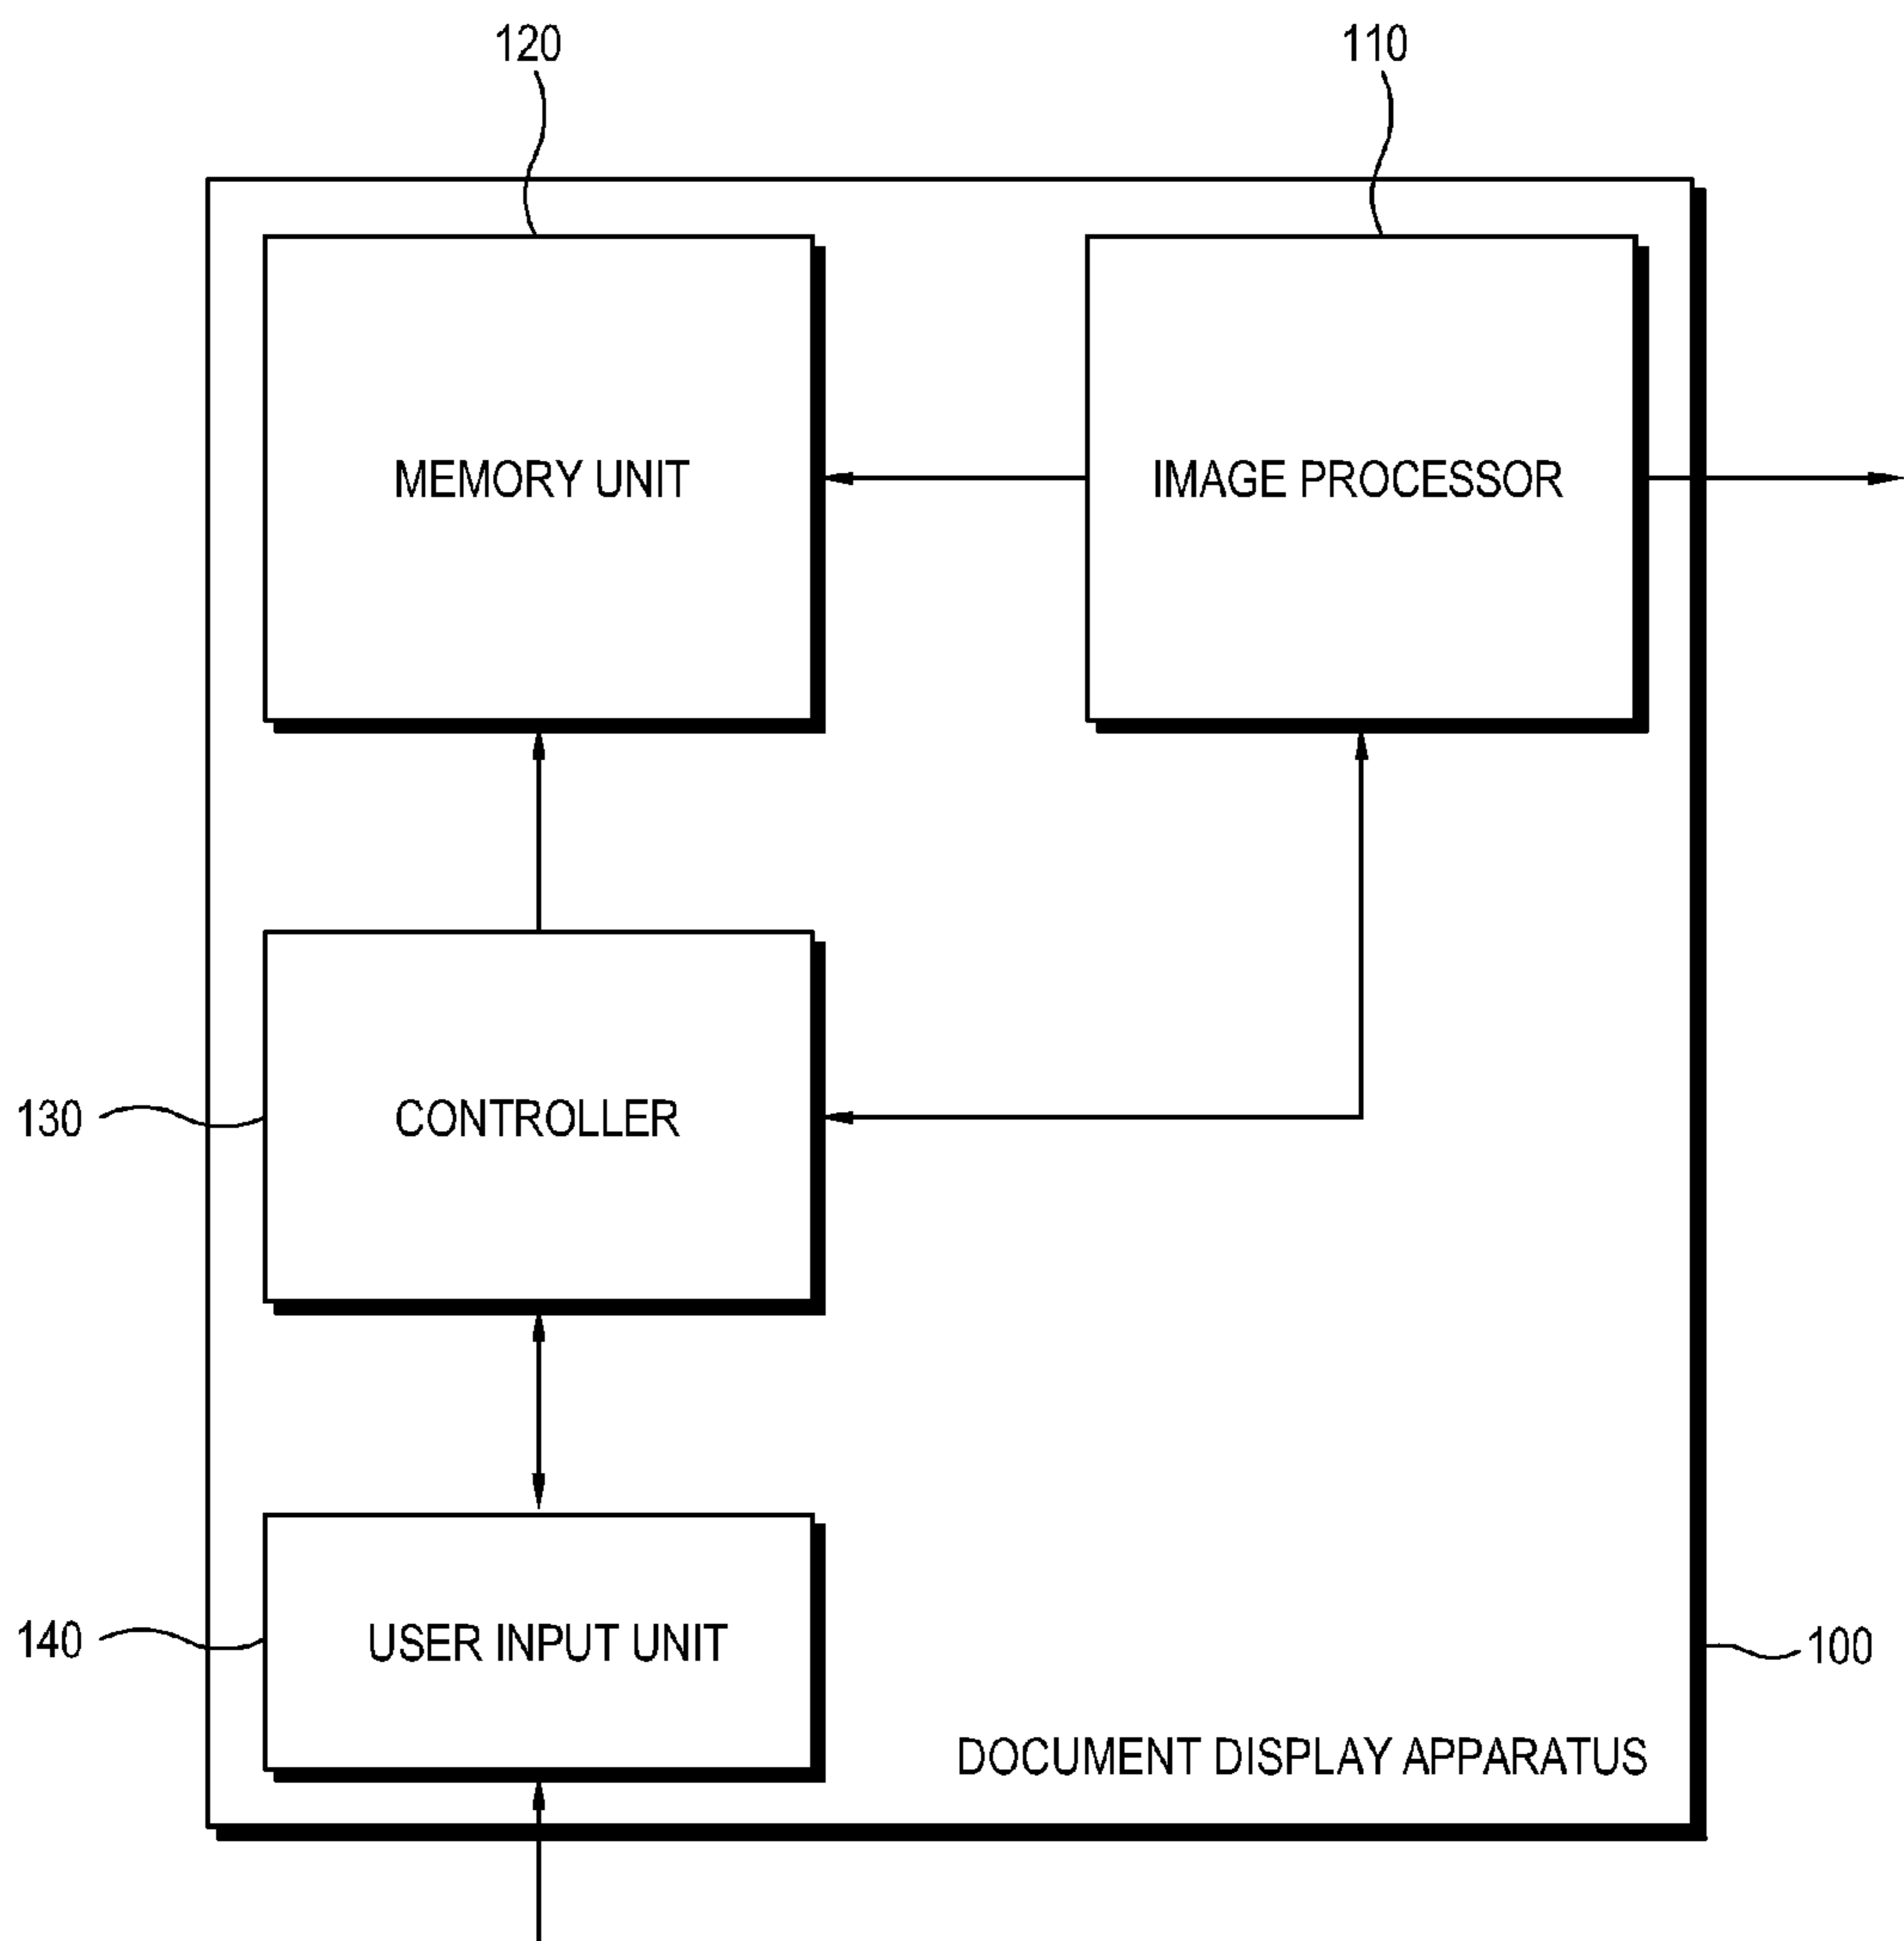 120
110
MEMORY UNIT
IMAGE PROCESSOR
130
CONTROLLER
140
USER INPUT UNIT
100
DOCUMENT DISPLAY APPARATUS